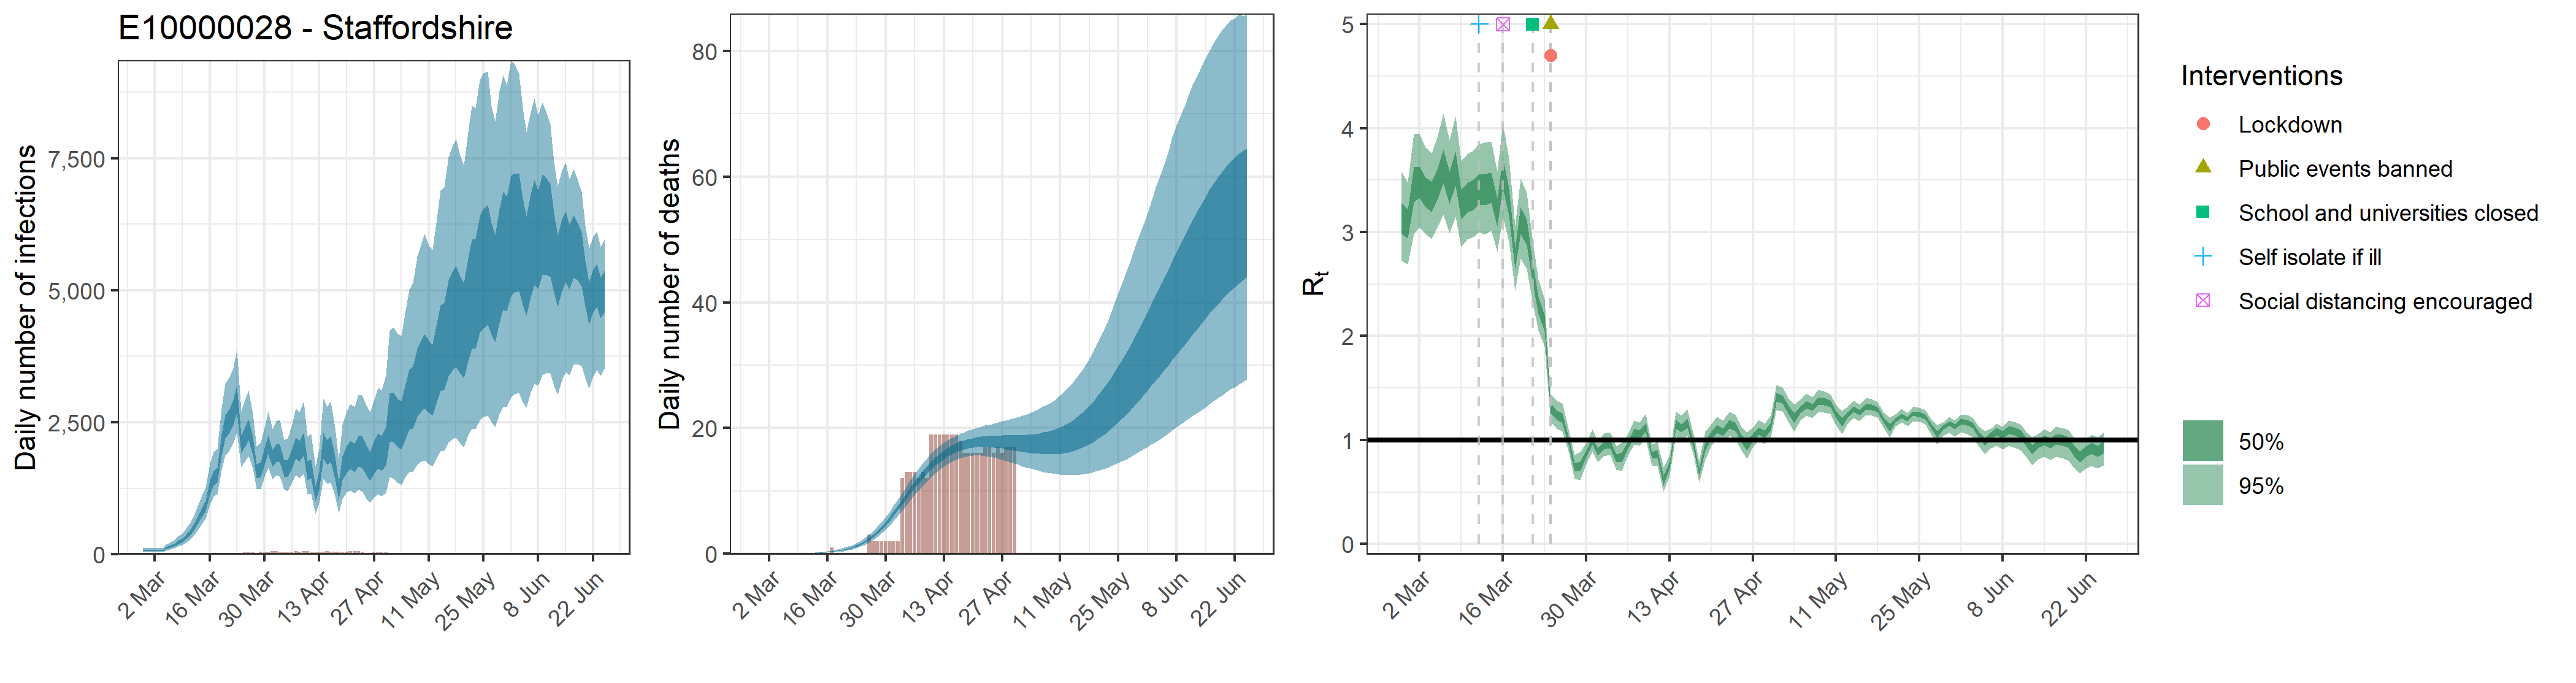 E10000028 - Staffordshire
Daily number of infections
7,500
5,000
2,500
0
2 Mar
16 Mar
30 Mar
13 Apr
27 Apr
11 May
25 May
8 Jun
22 Jun
Daily number of deaths
80
60
40
20
0
2 Mar
16 Mar
30 Mar
13 Apr
27 Apr
11 May
25 May
8 Jun
22 Jun
Rt
5
4
3
2
1
0
2 Mar
16 Mar
30 Mar
13 Apr
27 Apr
11 May
25 May
8 Jun
22 Jun
Interventions
Lockdown
Public events banned
School and universities closed
Self isolate if ill
Social distancing encouraged
50%
95%